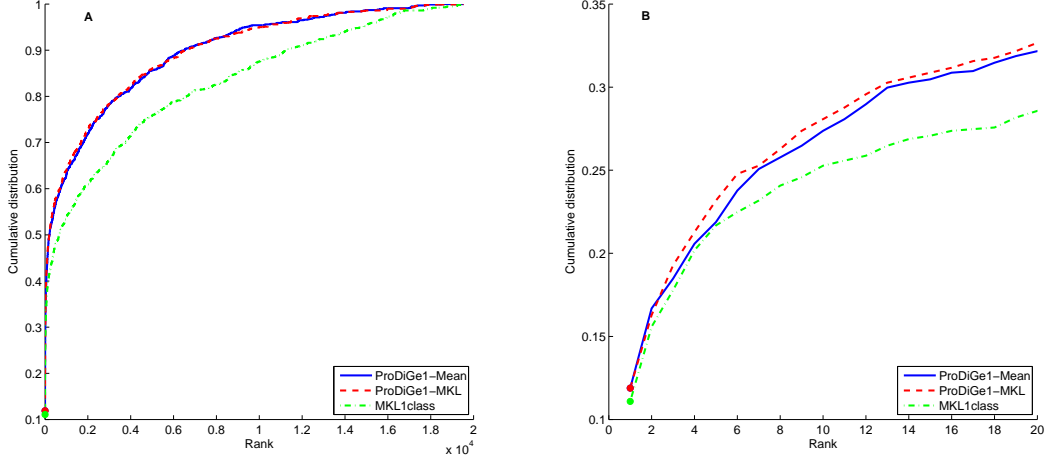 A
Cumulative distribution
1
0.9
0.8
0.7
0.6
0.5
0.4
0.3
0.2
0.1
0 0.2 0.4 0.6 0.8 1 1.2 1.4 1.6 1.8 2
x 10^4
Rank
ProDiGe1−Mean
ProDiGe1−MKL
MKL1class
B
Cumulative distribution
0.35
0.3
0.25
0.2
0.15
0.1
0 2 4 6 8 10 12 14 16 18 20
Rank
ProDiGe1−Mean
ProDiGe1−MKL
MKL1class